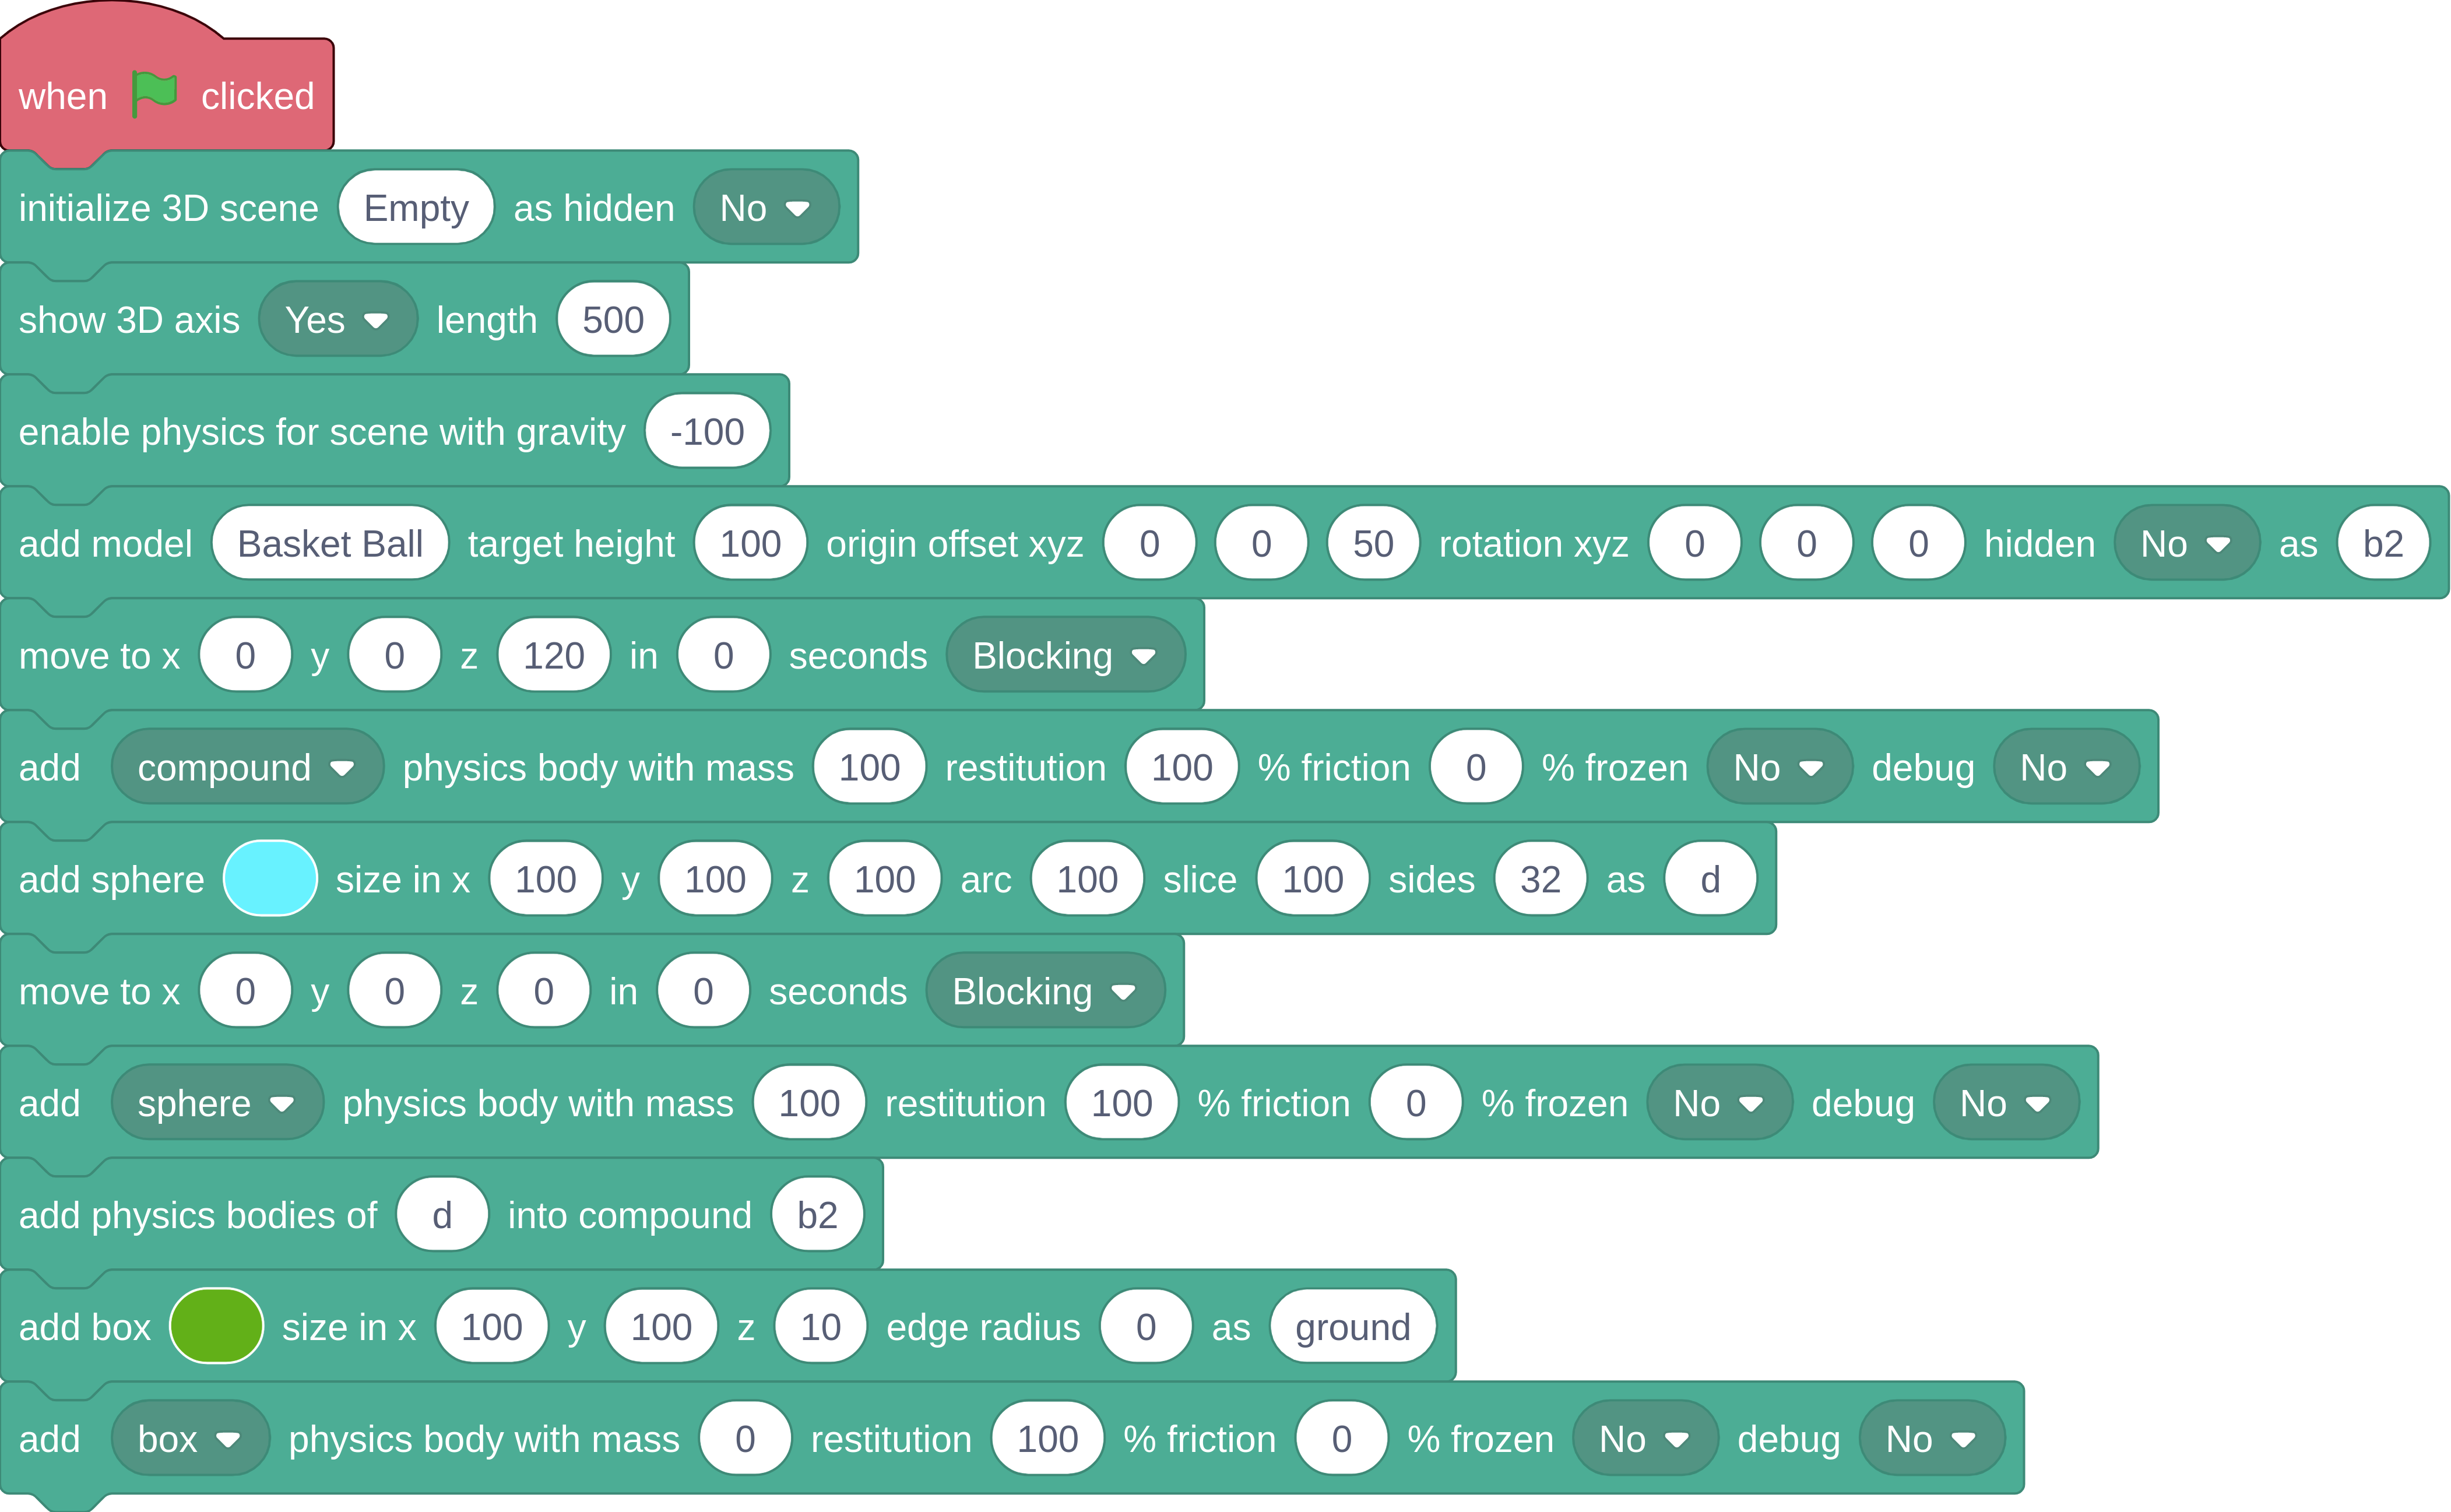 when clicked
initialize 3D scene Empty as hidden No
show 3D axis Yes length 500
enable physics for scene with gravity -100
add model Basket Ball target height 100 origin offset xyz 0 0 50 rotation xyz 0 0 0 hidden No as b2
move to x 0 y 0 z 120 in 0 seconds Blocking
add compound physics body with mass 100 restitution 100 % friction 0 % frozen No debug No
add sphere size in x 100 y 100 z 100 arc 100 slice 100 sides 32 as d
move to x 0 y 0 z 0 in 0 seconds Blocking
add sphere physics body with mass 100 restitution 100 % friction 0 % frozen No debug No
add physics bodies of d into compound b2
add box size in x 100 y 100 z 10 edge radius 0 as ground
add box physics body with mass 0 restitution 100 % friction 0 % frozen No debug No